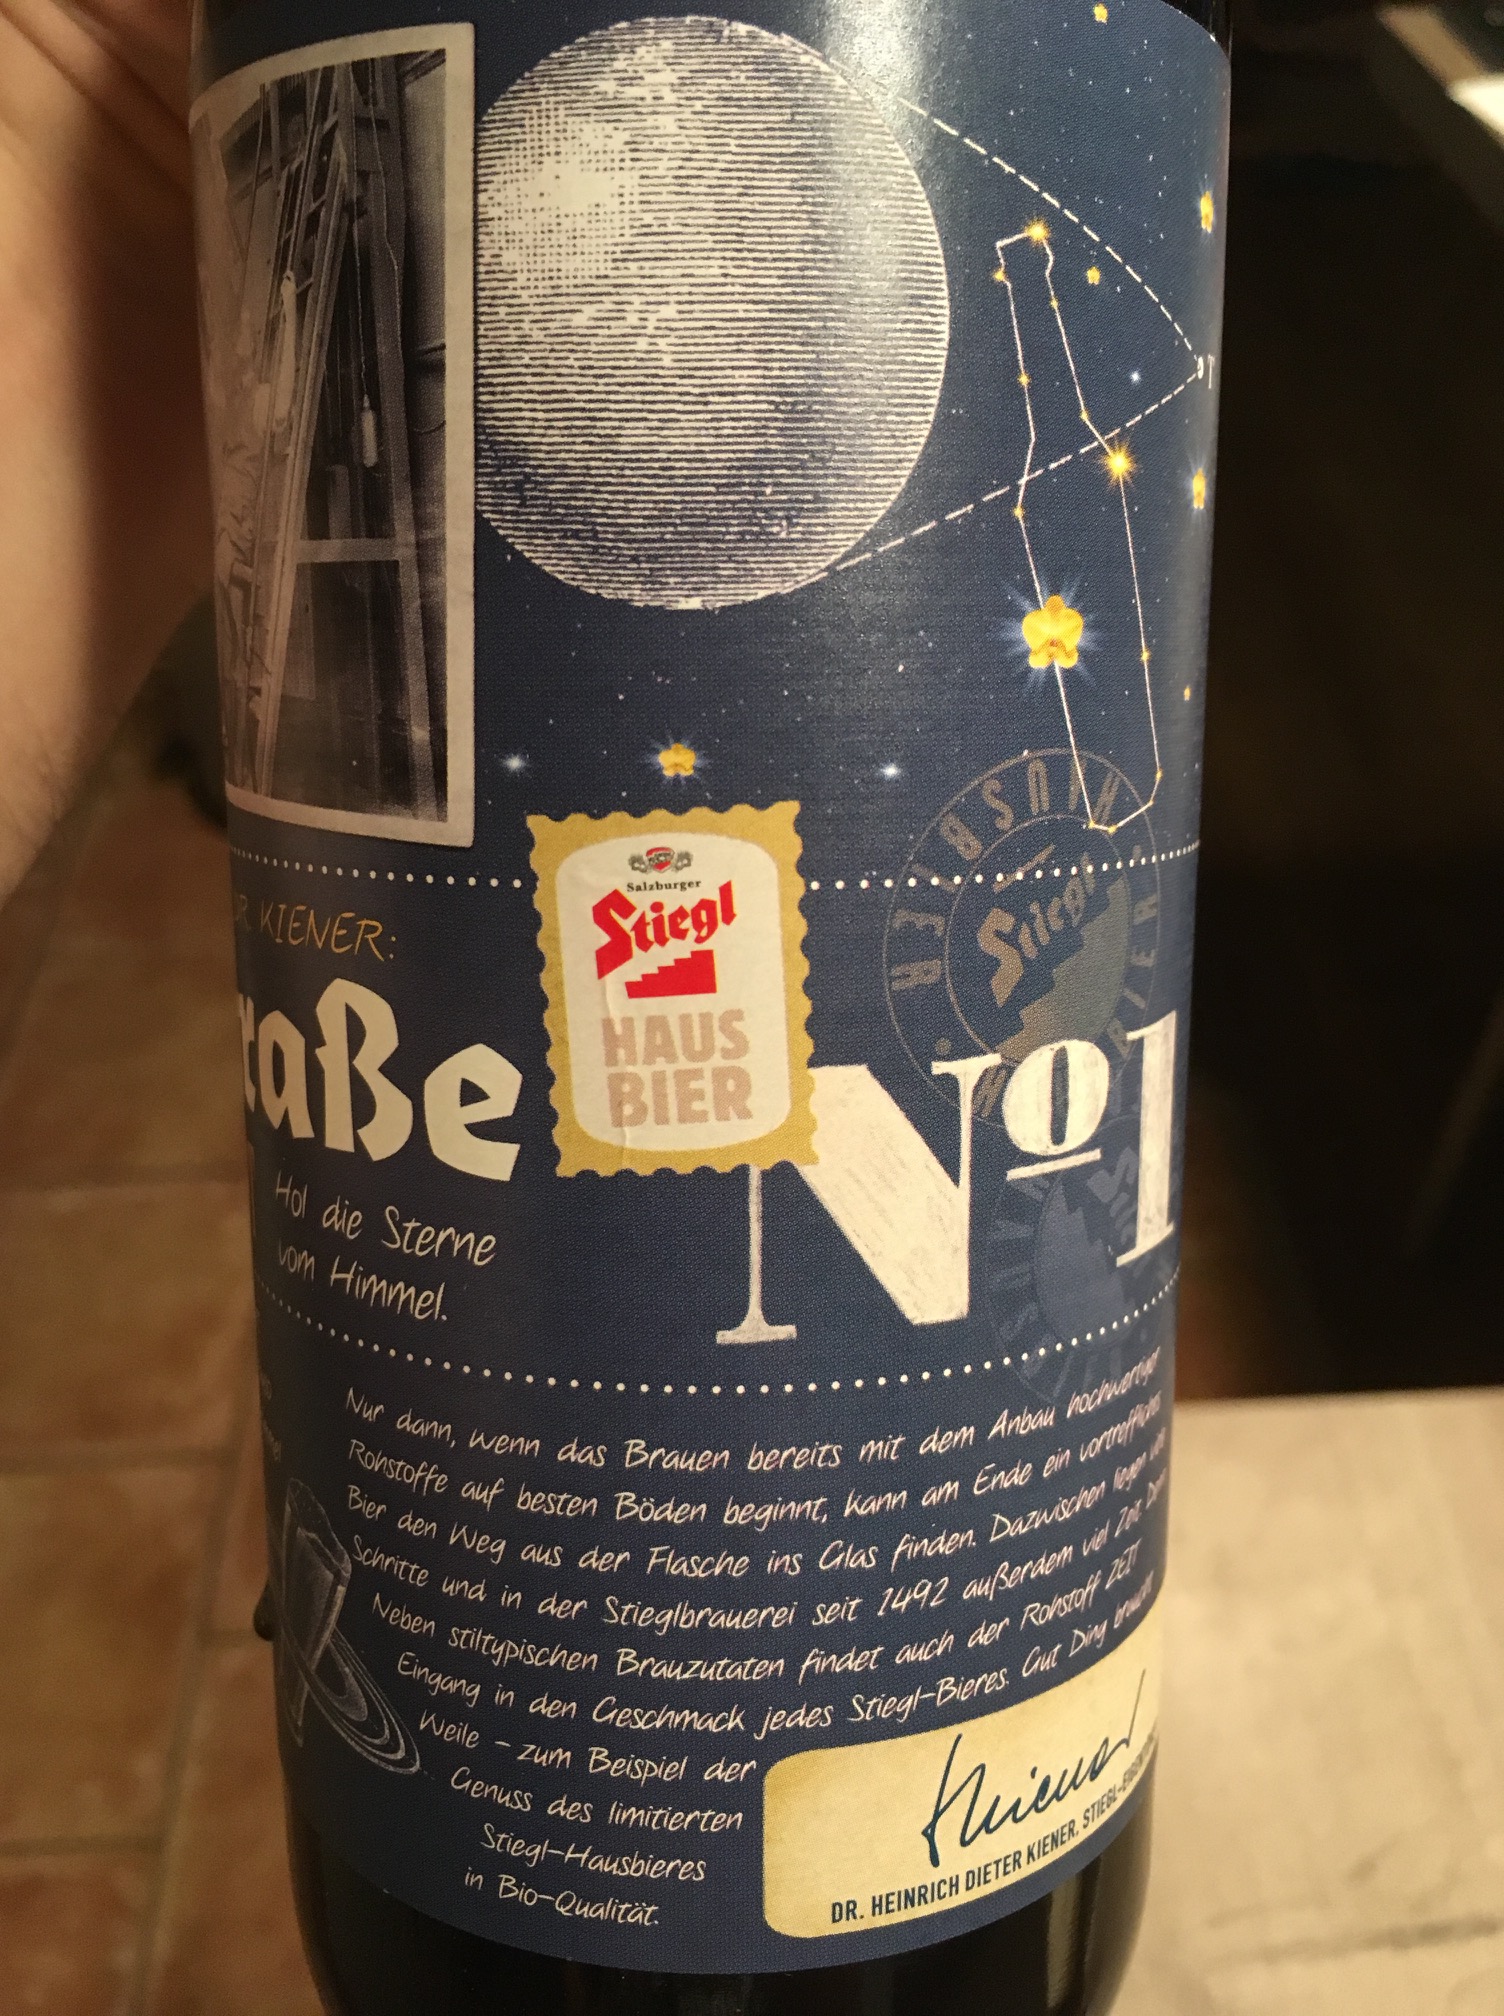 KIENER:
raße
Hol die Sterne
vom Himmel.
Salzburger
Stiegl
HAUS
BIER
Nº1
HAUSBIER
Stiegl
Nur dann, wenn das Brauen bereits mit dem Anbau hochwertiger
Rohstoffe auf besten Böden beginnt, kann am Ende ein vortreffliches
Bier den Weg aus der Flasche ins Glas finden. Dazwischen liegen
Schritte und in der Stieglbrauerei seit 1492 außerdem viel Zeit.
Neben stiltypischen Brauzutaten findet auch der Rohstoff ZEIT
Eingang in den Geschmack jedes Stiegl-Bieres. Gut Ding braucht
Weile – zum Beispiel der
Genuss des limitierten
Stiegl-Hausbieres
in Bio-Qualität.
Kiener
DR. HEINRICH DIETER KIENER, STIEGL-